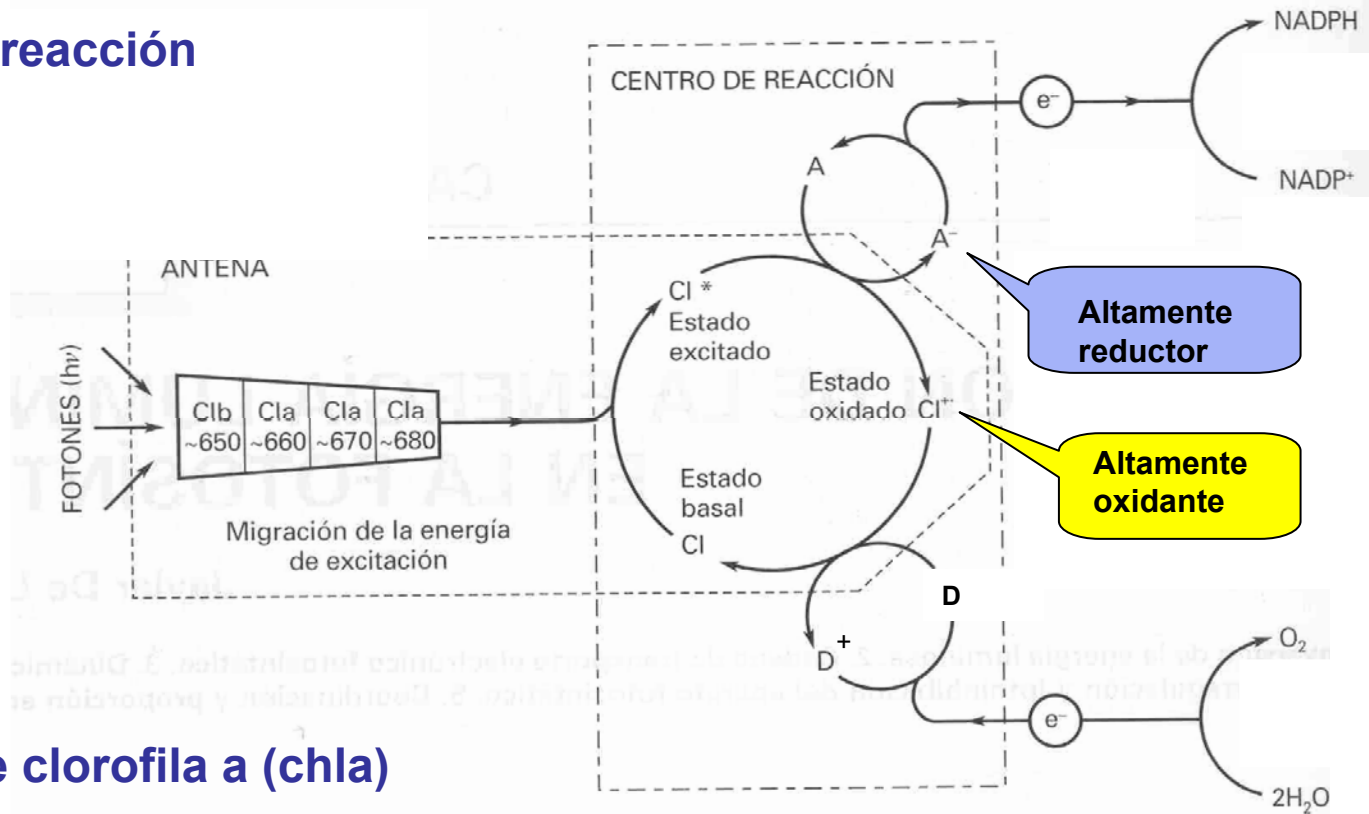 reacción
NADPH
CENTRO DE REACCIÓN
e⁻
A
NADP⁺
A⁻
ANTENA
Cl *
Estado
excitado
Altamente
reductor
FOTONES (hν)
Clb Cla Cla Cla
~650 ~660 ~670 ~680
Estado
oxidado Cl⁺
Altamente
oxidante
Estado
basal
Migración de la energía
de excitación
Cl
D
D⁺
O₂
e⁻
e clorofila a (chla)
2H₂O